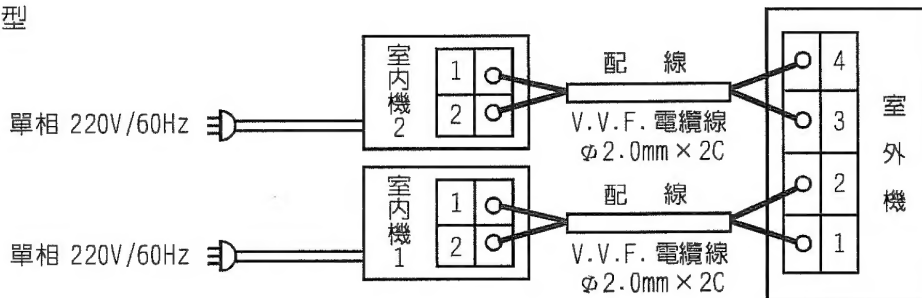 型
室內機2
1
2
單相 220V/60Hz
配 線
V.V.F.電纜線
φ2.0mm×2C
室內機1
1
2
單相 220V/60Hz
配 線
V.V.F.電纜線
φ2.0mm×2C
4
3
2
1
室外機